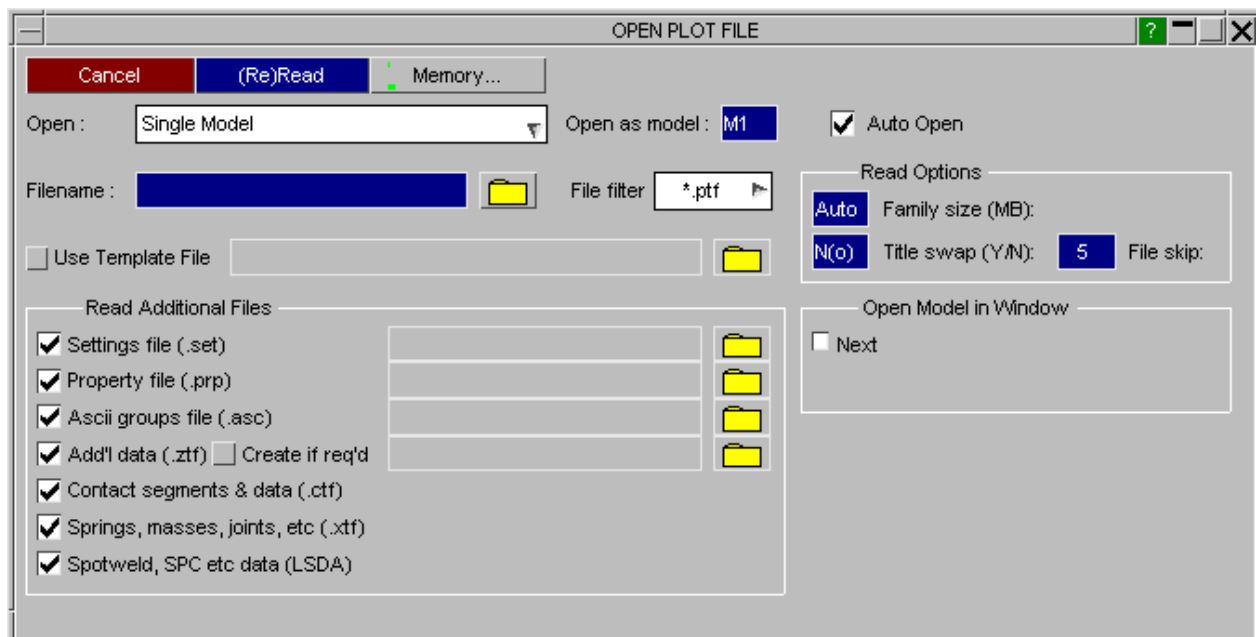 OPEN PLOT FILE ?
Cancel (Re)Read Memory...
Open : Single Model Open as model : M1 Auto Open
Filename : File filter *.ptf
Read Options
Auto Family size (MB):
N(o) Title swap (Y/N): 5 File skip:
Use Template File
Read Additional Files
Settings file (.set)
Property file (.prp)
Ascii groups file (.asc)
Add'l data (.ztf) Create if req'd
Contact segments & data (.ctf)
Springs, masses, joints, etc (.xtf)
Spotweld, SPC etc data (LSDA)
Open Model in Window
Next